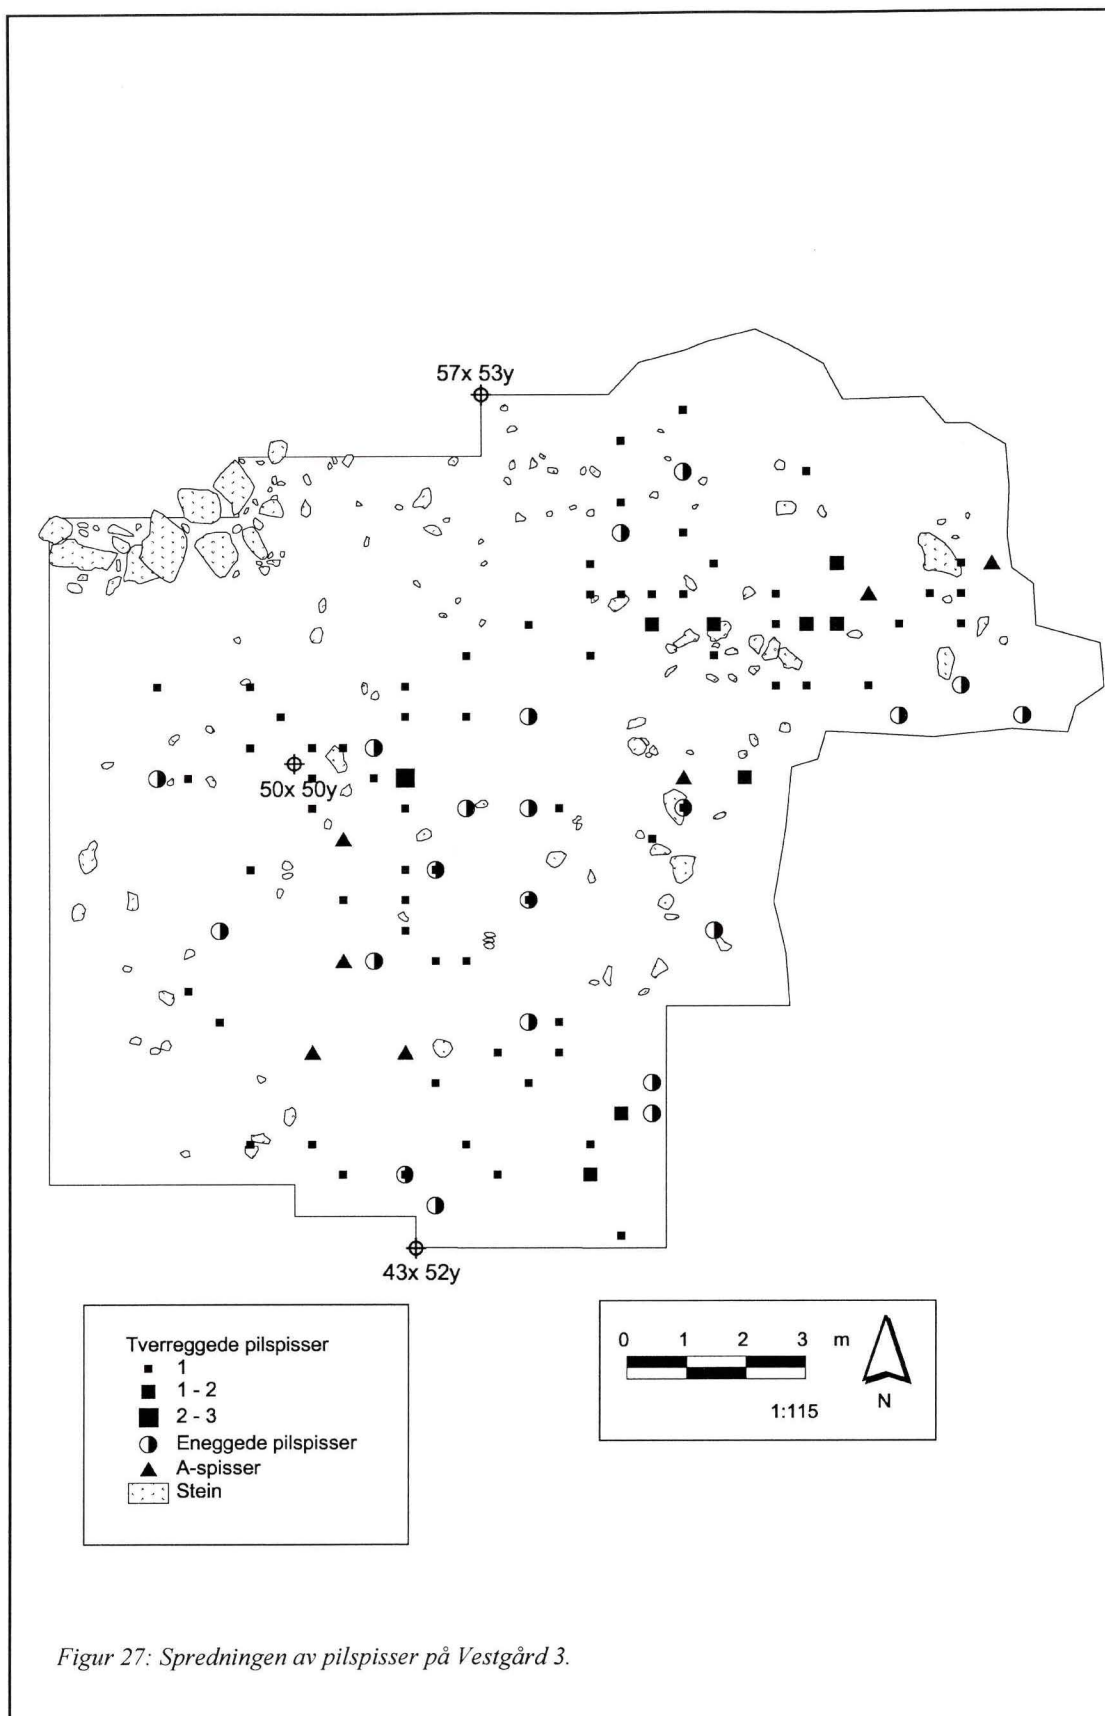 57x 53y
50x 50y
43x 52y
Tverreggede pilspisser
1
1 - 2
2 - 3
Eneggede pilspisser
A-spisser
Stein
0 1 2 3 m
1:115
N
Figur 27: Spredningen av pilspisser på Vestgård 3.